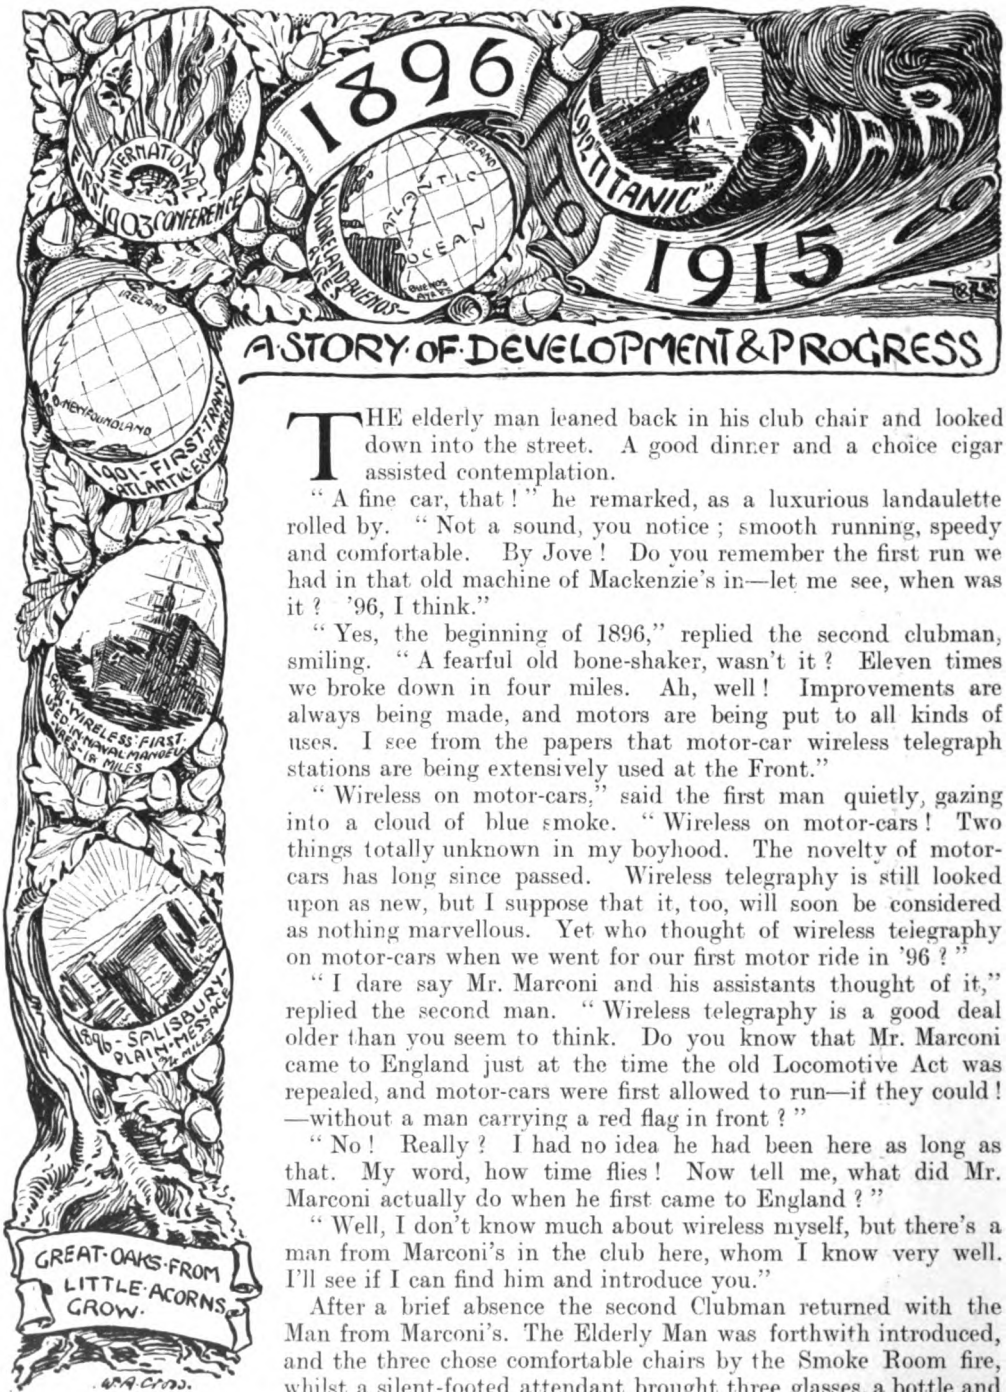 FIRST INTERNATIONAL
1903 CONFERENCE
1896
IRELAND
ATLANTIC
OCEAN
BUENOS
AYRES
IRELAND BUENOS-
AYRES
1912 "TITANIC"
WAR
TO
1915
A·STORY·OF·DEVELOPMENT & PROGRESS
IRELAND
NEWFOUNDLAND
1901-FIRST·TRANS-
·ATLANTIC·EXPERIMENT
WIRELESS·FIRST·
USED·IN·NAVAL·MANOEU-
VRES-
MILES
1896-SALISBURY-
PLAIN·MESSAGE
MILES
GREAT·OAKS·FROM
LITTLE·ACORNS
GROW·
W.A.Cross.
THE elderly man leaned back in his club chair and looked
down into the street. A good dinner and a choice cigar
assisted contemplation.
" A fine car, that ! " he remarked, as a luxurious landaulette
rolled by. " Not a sound, you notice ; smooth running, speedy
and comfortable. By Jove ! Do you remember the first run we
had in that old machine of Mackenzie's in—let me see, when was
it ? '96, I think."
" Yes, the beginning of 1896," replied the second clubman,
smiling. " A fearful old bone-shaker, wasn't it ? Eleven times
we broke down in four miles. Ah, well ! Improvements are
always being made, and motors are being put to all kinds of
uses. I see from the papers that motor-car wireless telegraph
stations are being extensively used at the Front."
" Wireless on motor-cars," said the first man quietly, gazing
into a cloud of blue smoke. " Wireless on motor-cars ! Two
things totally unknown in my boyhood. The novelty of motor-
cars has long since passed. Wireless telegraphy is still looked
upon as new, but I suppose that it, too, will soon be considered
as nothing marvellous. Yet who thought of wireless telegraphy
on motor-cars when we went for our first motor ride in '96 ? "
" I dare say Mr. Marconi and his assistants thought of it,"
replied the second man. " Wireless telegraphy is a good deal
older than you seem to think. Do you know that Mr. Marconi
came to England just at the time the old Locomotive Act was
repealed, and motor-cars were first allowed to run—if they could !
—without a man carrying a red flag in front ? "
" No ! Really ? I had no idea he had been here as long as
that. My word, how time flies ! Now tell me, what did Mr.
Marconi actually do when he first came to England ? "
" Well, I don't know much about wireless myself, but there's a
man from Marconi's in the club here, whom I know very well.
I'll see if I can find him and introduce you."
After a brief absence the second Clubman returned with the
Man from Marconi's. The Elderly Man was forthwith introduced,
and the three chose comfortable chairs by the Smoke Room fire,
whilst a silent-footed attendant brought three glasses, a bottle and